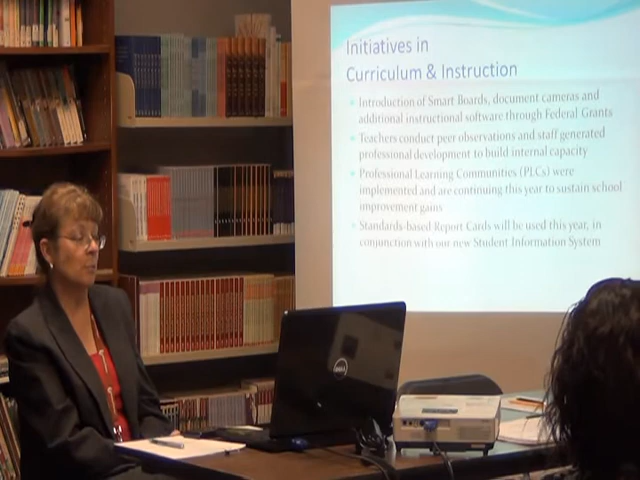 Initiatives in
Curriculum & Instruction
Introduction of Smart Boards, document cameras and
additional instructional software through Federal Grants
Teachers conduct peer observations and staff generated
professional development to build internal capacity
Professional Learning Communities (PLCs) were
implemented and are continuing this year to sustain school
improvement gains
Standards-based Report Cards will be used this year, in
conjunction with our new Student Information System
DELL